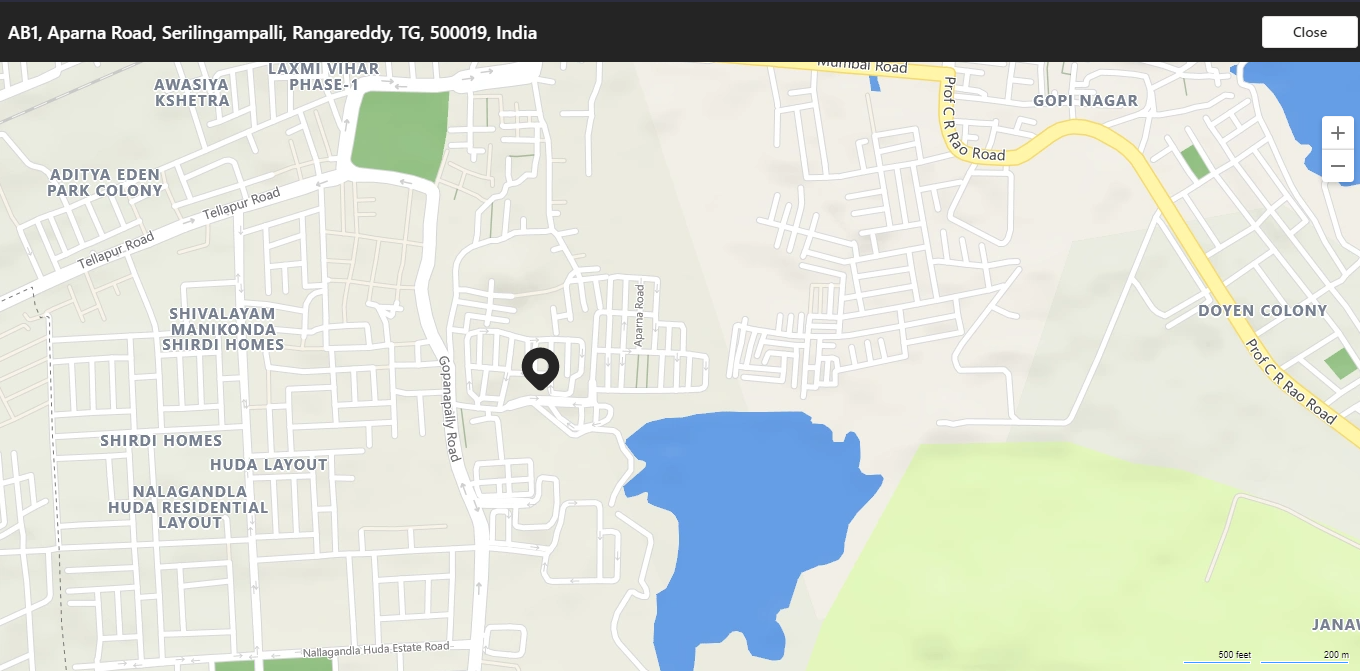 AB1, Aparna Road, Serilingampalli, Rangareddy, TG, 500019, India
Close
LAXMI VIHAR
PHASE-1
AWASIYA
KSHETRA
Mumbai Road
Prof C R Rao Road
GOPI NAGAR
ADITYA EDEN
PARK COLONY
Tellapur Road
Tellapur Road
SHIVALAYAM
MANIKONDA
SHIRDI HOMES
Aparna Road
DOYEN COLONY
Prof C R Rao Road
Gopanapally Road
SHIRDI HOMES
HUDA LAYOUT
NALAGANDLA
HUDA RESIDENTIAL
LAYOUT
JANAW
Nallagandla Huda Estate Road
500 feet
200 m